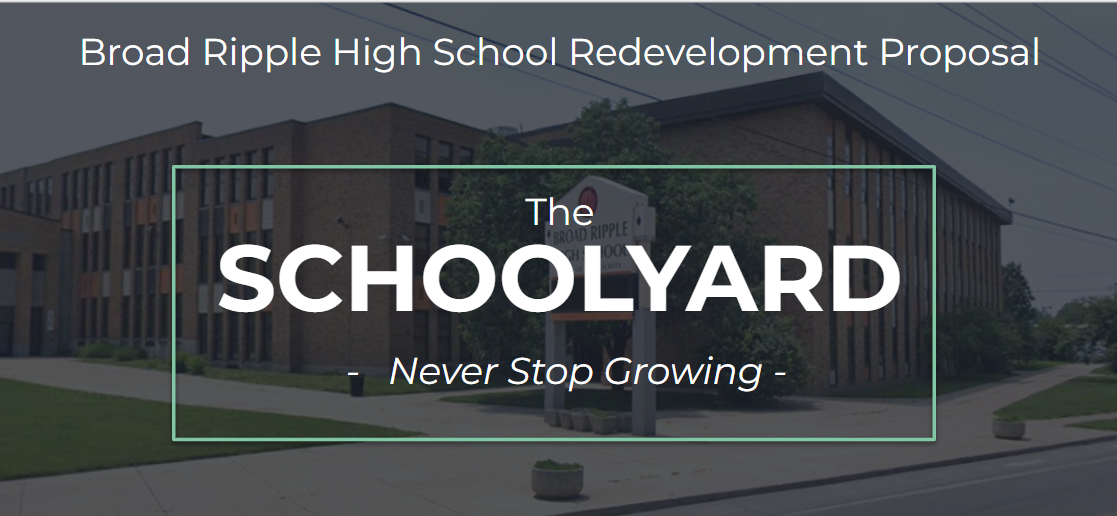 Broad Ripple High School Redevelopment Proposal
The
BROAD RIPPLE
HIGH SCHOOL
SCHOOLYARD
- Never Stop Growing -